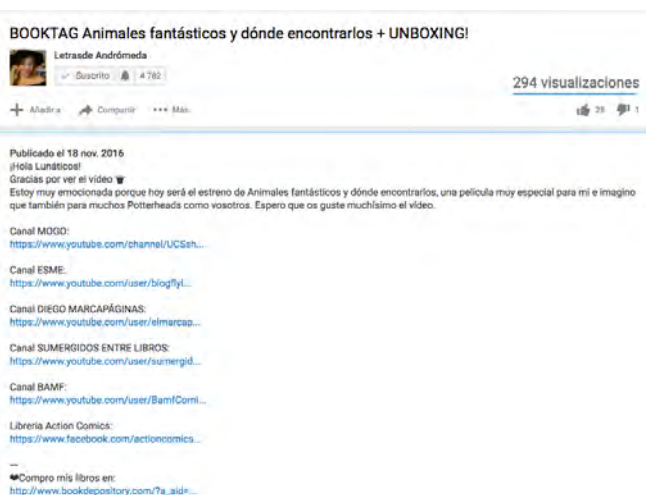 BOOKTAG Animales fantásticos y dónde encontrarlos + UNBOXING!
Letrasde Andrómeda
Suscrito 4 782
294 visualizaciones
Añadir a Compartir Más
28 1
Publicado el 18 nov. 2016
¡Hola Lunáticos!
Gracias por ver el vídeo
Estoy muy emocionada porque hoy será el estreno de Animales fantásticos y dónde encontrarlos, una película muy especial para mi e imagino
que también para muchos Potterheads como vosotros. Espero que os guste muchísimo el vídeo.
Canal MOGO:
https://www.youtube.com/channel/UCSsh...
Canal ESME:
https://www.youtube.com/user/blogflyl...
Canal DIEGO MARCAPÁGINAS:
https://www.youtube.com/user/elmarcap...
Canal SUMERGIDOS ENTRE LIBROS:
https://www.youtube.com/user/sumergid...
Canal BAMF:
https://www.youtube.com/user/BamfComi...
Librería Action Comics:
https://www.facebook.com/actioncomics...
---
❤Compro mis libros en:
http://www.bookdepository.com/?a_aid=...